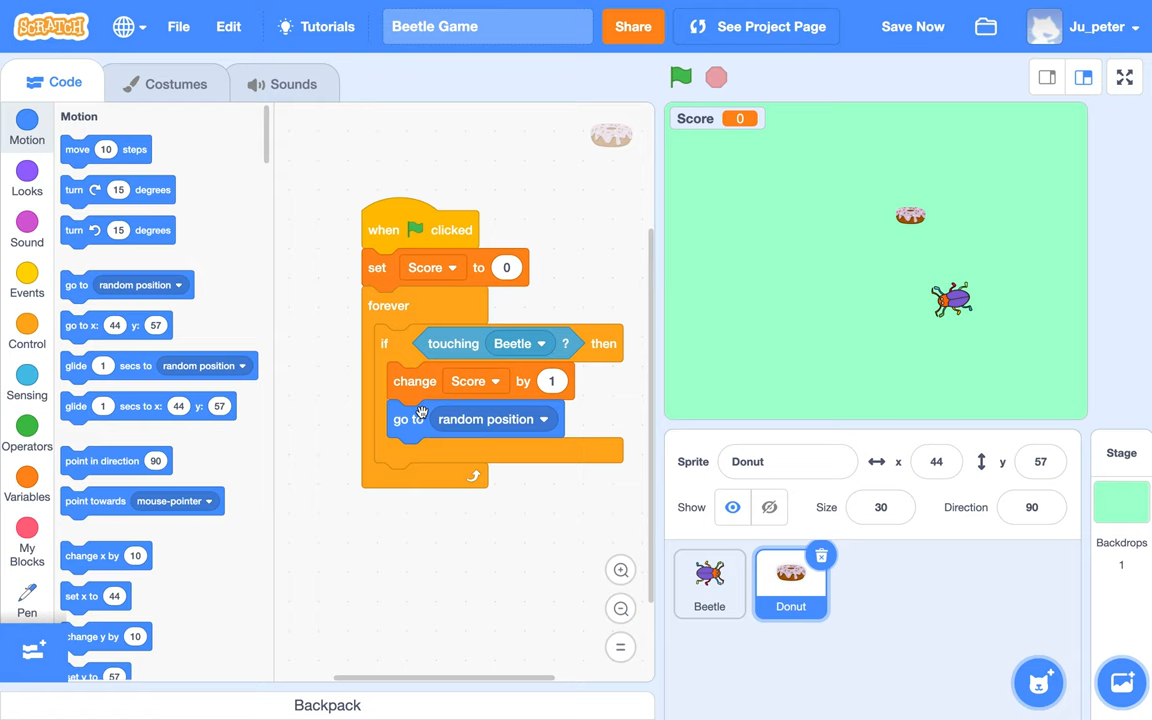 SCRATCH File Edit Tutorials Beetle Game Share See Project Page Save Now Ju_peter
Code Costumes Sounds
Motion
Looks
Sound
Events
Control
Sensing
Operators
Variables
My
Blocks
Pen
Motion
move 10 steps
turn 15 degrees
turn 15 degrees
go to random position
go to x: 44 y: 57
glide 1 secs to random position
glide 1 secs to x: 44 y: 57
point in direction 90
point towards mouse-pointer
change x by 10
set x to 44
change y by 10
set y to 57
when clicked
set Score to 0
forever
if touching Beetle ? then
change Score by 1
go to random position
Backpack
Score 0
Sprite Donut x 44 y 57
Show Size 30 Direction 90
Beetle
Donut
Stage
Backdrops
1